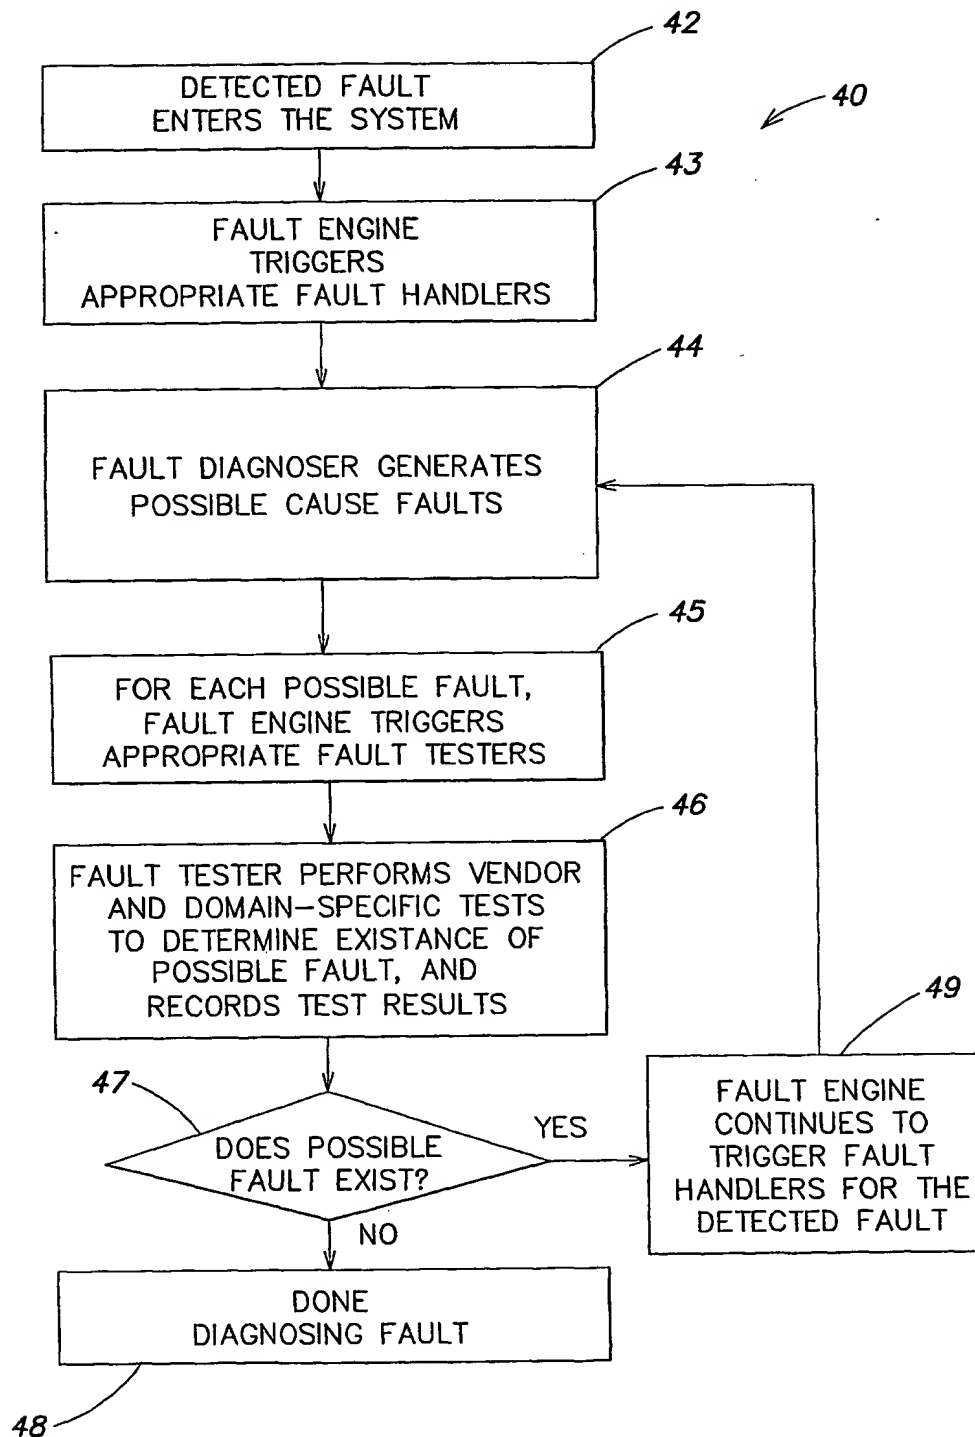 42
DETECTED FAULT
ENTERS THE SYSTEM
40
43
FAULT ENGINE
TRIGGERS
APPROPRIATE FAULT HANDLERS
44
FAULT DIAGNOSER GENERATES
POSSIBLE CAUSE FAULTS
45
FOR EACH POSSIBLE FAULT,
FAULT ENGINE TRIGGERS
APPROPRIATE FAULT TESTERS
46
FAULT TESTER PERFORMS VENDOR
AND DOMAIN-SPECIFIC TESTS
TO DETERMINE EXISTANCE OF
POSSIBLE FAULT, AND
RECORDS TEST RESULTS
47
DOES POSSIBLE
FAULT EXIST?
YES
NO
49
FAULT ENGINE
CONTINUES TO
TRIGGER FAULT
HANDLERS FOR THE
DETECTED FAULT
DONE
DIAGNOSING FAULT
48